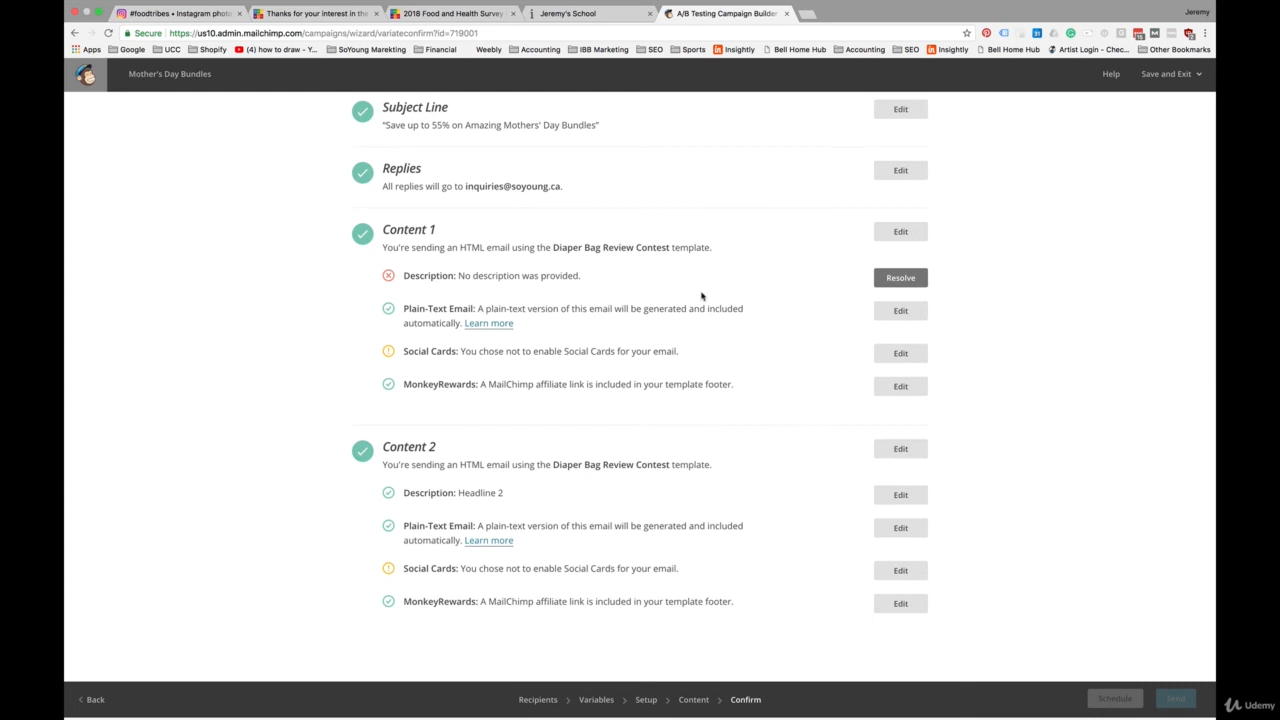 #foodtribes • Instagram photo
Thanks for your interest in the
2018 Food and Health Survey
Jeremy's School
A/B Testing Campaign Builder
Jeremy
Secure https://us10.admin.mailchimp.com/campaigns/wizard/variateconfirm?id=719001
Apps Google UCC Shopify (4) how to draw - Y... SoYoung Marekting Financial Weebly Accounting IBB Marketing SEO Sports Insightly Bell Home Hub Accounting SEO Insightly Bell Home Hub Artist Login - Chec... Other Bookmarks
Mother's Day Bundles
Help
Save and Exit
Subject Line
Edit
“Save up to 55% on Amazing Mothers' Day Bundles”
Replies
Edit
All replies will go to inquiries@soyoung.ca.
Content 1
Edit
You're sending an HTML email using the Diaper Bag Review Contest template.
Description: No description was provided.
Resolve
Plain-Text Email: A plain-text version of this email will be generated and included
automatically. Learn more
Edit
Social Cards: You chose not to enable Social Cards for your email.
Edit
MonkeyRewards: A MailChimp affiliate link is included in your template footer.
Edit
Content 2
Edit
You're sending an HTML email using the Diaper Bag Review Contest template.
Description: Headline 2
Edit
Plain-Text Email: A plain-text version of this email will be generated and included
automatically. Learn more
Edit
Social Cards: You chose not to enable Social Cards for your email.
Edit
MonkeyRewards: A MailChimp affiliate link is included in your template footer.
Edit
Back
Recipients
Variables
Setup
Content
Confirm
Schedule
Send
Udemy